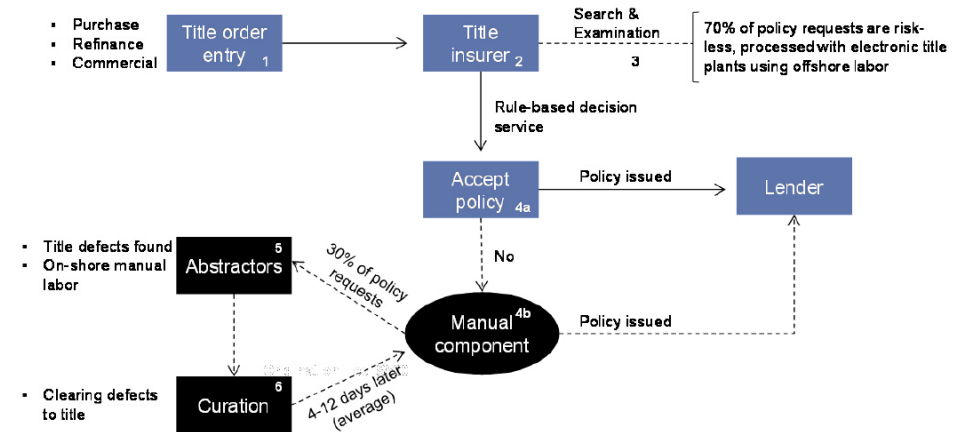 ▪ Purchase
▪ Refinance
▪ Commercial
Title order
entry 1
Title
insurer 2
Search &
Examination
3
70% of policy requests are risk-
less, processed with electronic title
plants using offshore labor
Rule-based decision
service
Accept
policy 4a
Policy issued
Lender
No
▪ Title defects found
▪ On-shore manual
labor
5
Abstractors
30% of policy
requests
4b
Manual
component
Policy issued
▪ Clearing defects
to title
6
Curation
4-12 days later
(average)